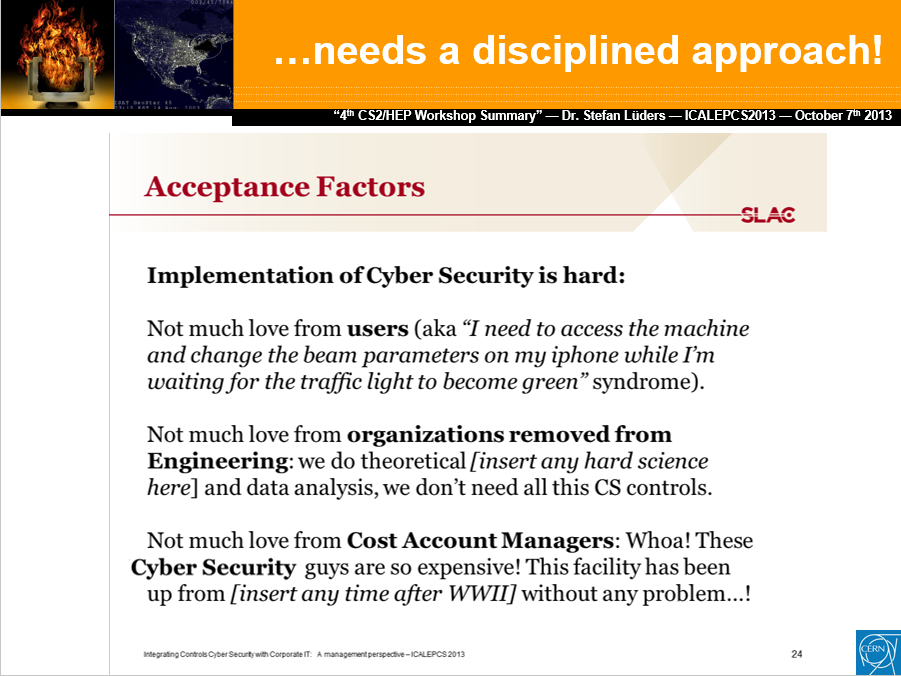 …needs a disciplined approach!
“4th CS2/HEP Workshop Summary” — Dr. Stefan Lüders — ICALEPCS2013 — October 7th 2013
Acceptance Factors
SLAC
Implementation of Cyber Security is hard:
Not much love from users (aka “I need to access the machine
and change the beam parameters on my iphone while I’m
waiting for the traffic light to become green” syndrome).
Not much love from organizations removed from
Engineering: we do theoretical [insert any hard science
here] and data analysis, we don’t need all this CS controls.
Not much love from Cost Account Managers: Whoa! These
Cyber Security guys are so expensive! This facility has been
up from [insert any time after WWII] without any problem…!
Integrating Controls Cyber Security with Corporate IT: A management perspective – ICALEPCS 2013
24
CERN